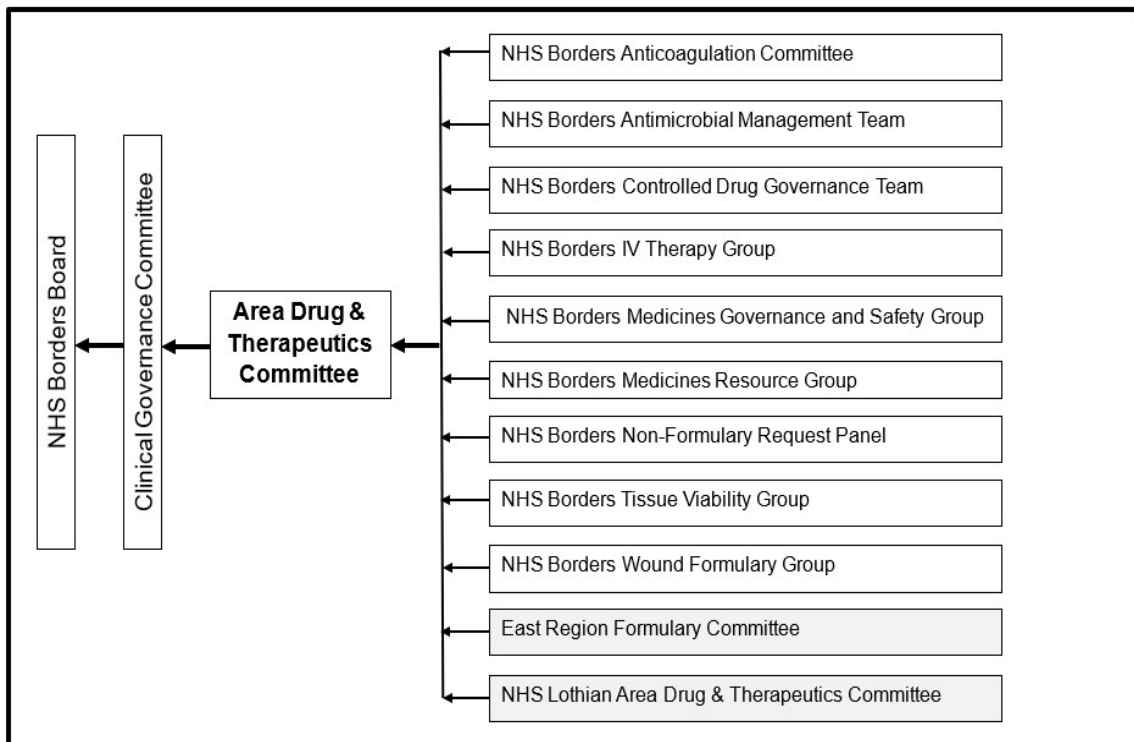 NHS Borders Board
Clinical Governance Committee
Area Drug &
Therapeutics
Committee
NHS Borders Anticoagulation Committee
NHS Borders Antimicrobial Management Team
NHS Borders Controlled Drug Governance Team
NHS Borders IV Therapy Group
NHS Borders Medicines Governance and Safety Group
NHS Borders Medicines Resource Group
NHS Borders Non-Formulary Request Panel
NHS Borders Tissue Viability Group
NHS Borders Wound Formulary Group
East Region Formulary Committee
NHS Lothian Area Drug & Therapeutics Committee